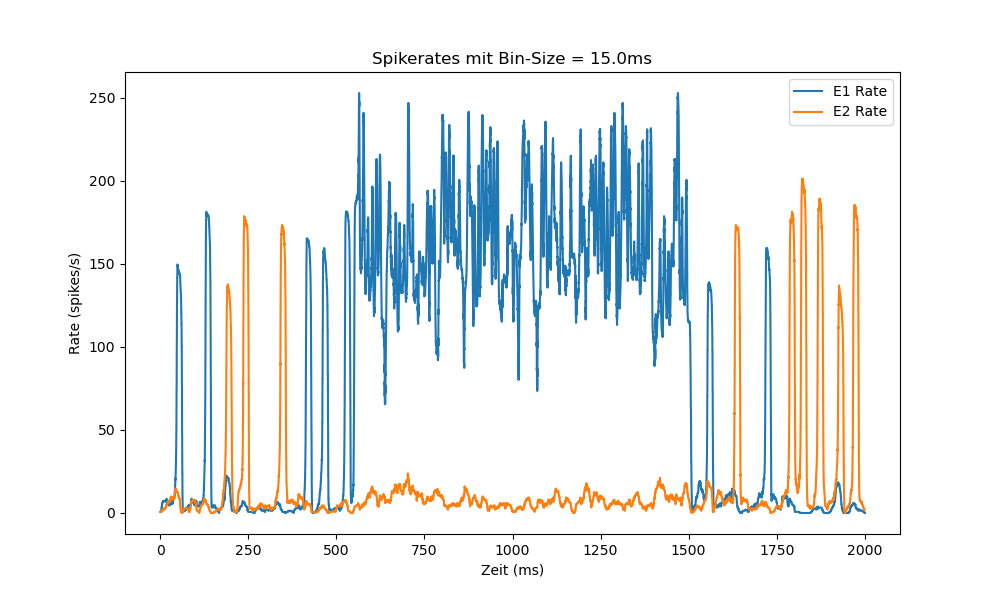 Spikerates mit Bin-Size = 15.0ms
E1 Rate
E2 Rate
250
200
150
100
50
0
Rate (spikes/s)
0 250 500 750 1000 1250 1500 1750 2000
Zeit (ms)